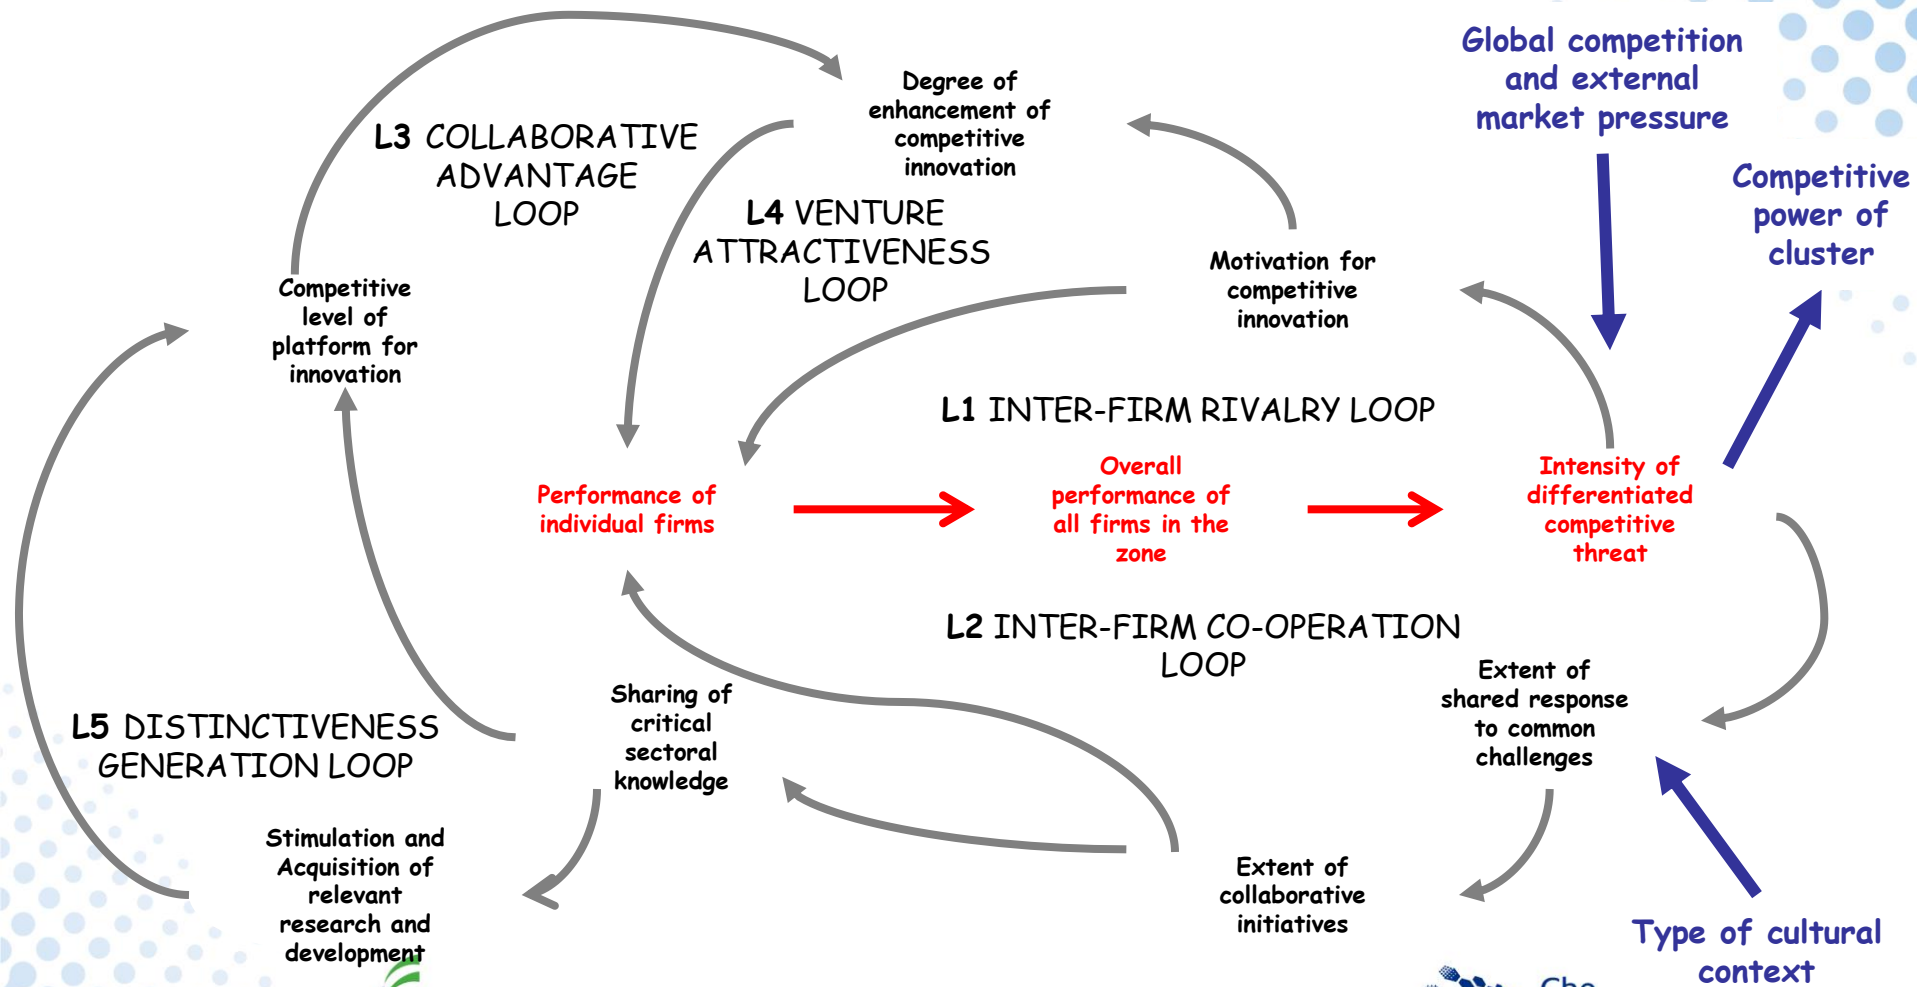 Global competition
and external
market pressure
Degree of
enhancement of
competitive
innovation
L3 COLLABORATIVE
ADVANTAGE
LOOP
Competitive
power of
cluster
L4 VENTURE
ATTRACTIVENESS
LOOP
Motivation for
competitive
innovation
Competitive
level of
platform for
innovation
L1 INTER-FIRM RIVALRY LOOP
Performance of
individual firms
Overall
performance of
all firms in the
zone
Intensity of
differentiated
competitive
threat
L2 INTER-FIRM CO-OPERATION
LOOP
Extent of
shared response
to common
challenges
Sharing of
critical
sectoral
knowledge
L5 DISTINCTIVENESS
GENERATION LOOP
Stimulation and
Acquisition of
relevant
research and
development
Extent of
collaborative
initiatives
Type of cultural
context